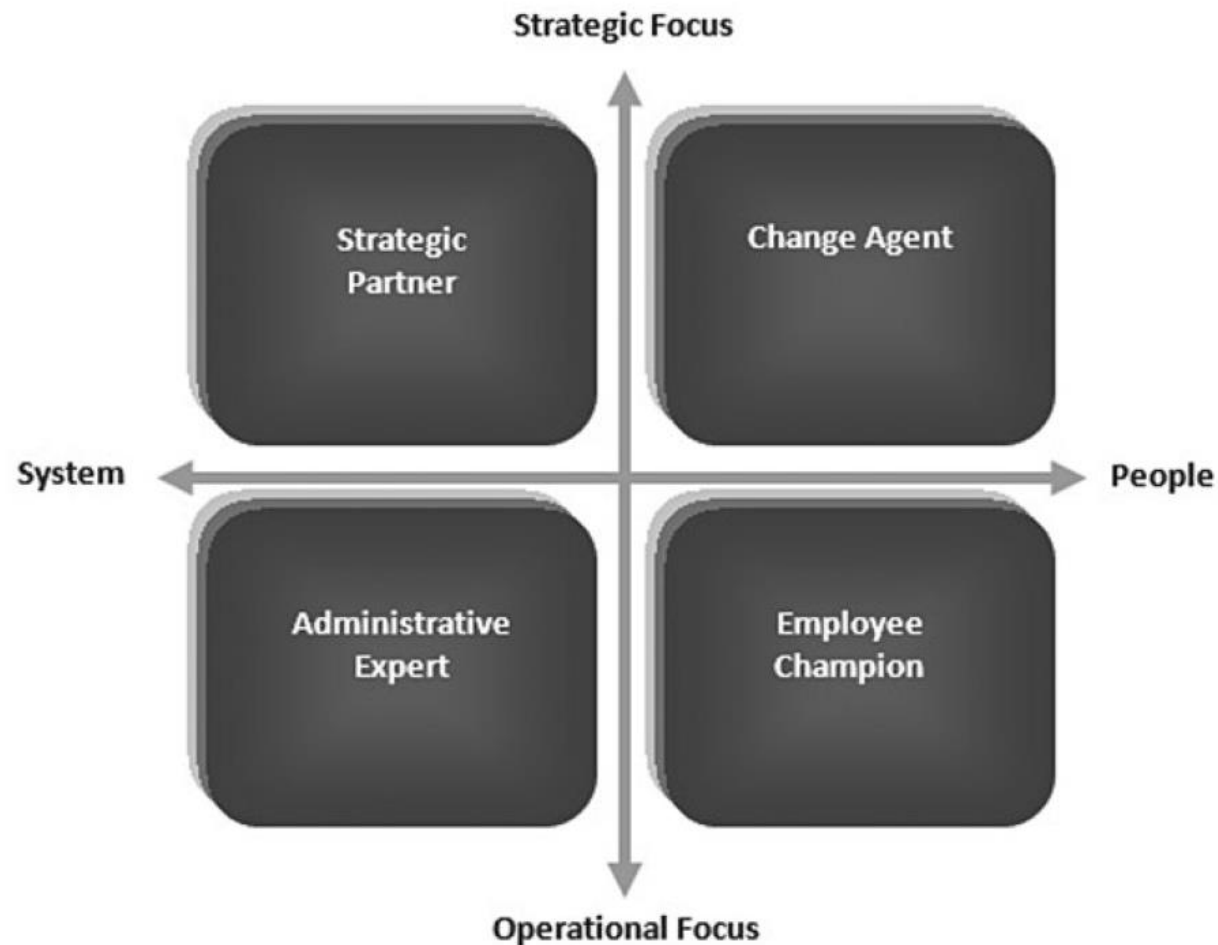 Strategic Focus
Strategic
Partner
Change Agent
System
People
Administrative
Expert
Employee
Champion
Operational Focus